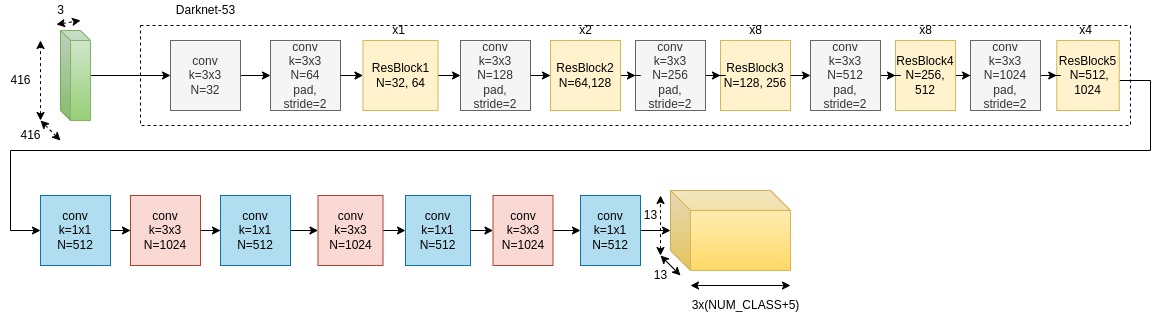 3
Darknet-53
416
416
conv
k=3x3
N=32
conv
k=3x3
N=64
pad,
stride=2
x1
ResBlock1
N=32, 64
conv
k=3x3
N=128
pad,
stride=2
x2
ResBlock2
N=64,128
conv
k=3x3
N=256
pad,
stride=2
x8
ResBlock3
N=128, 256
conv
k=3x3
N=512
pad,
stride=2
x8
ResBlock4
N=256,
512
conv
k=3x3
N=1024
pad,
stride=2
x4
ResBlock5
N=512,
1024
conv
k=1x1
N=512
conv
k=3x3
N=1024
conv
k=1x1
N=512
conv
k=3x3
N=1024
conv
k=1x1
N=512
conv
k=3x3
N=1024
conv
k=1x1
N=512
13
13
3x(NUM_CLASS+5)